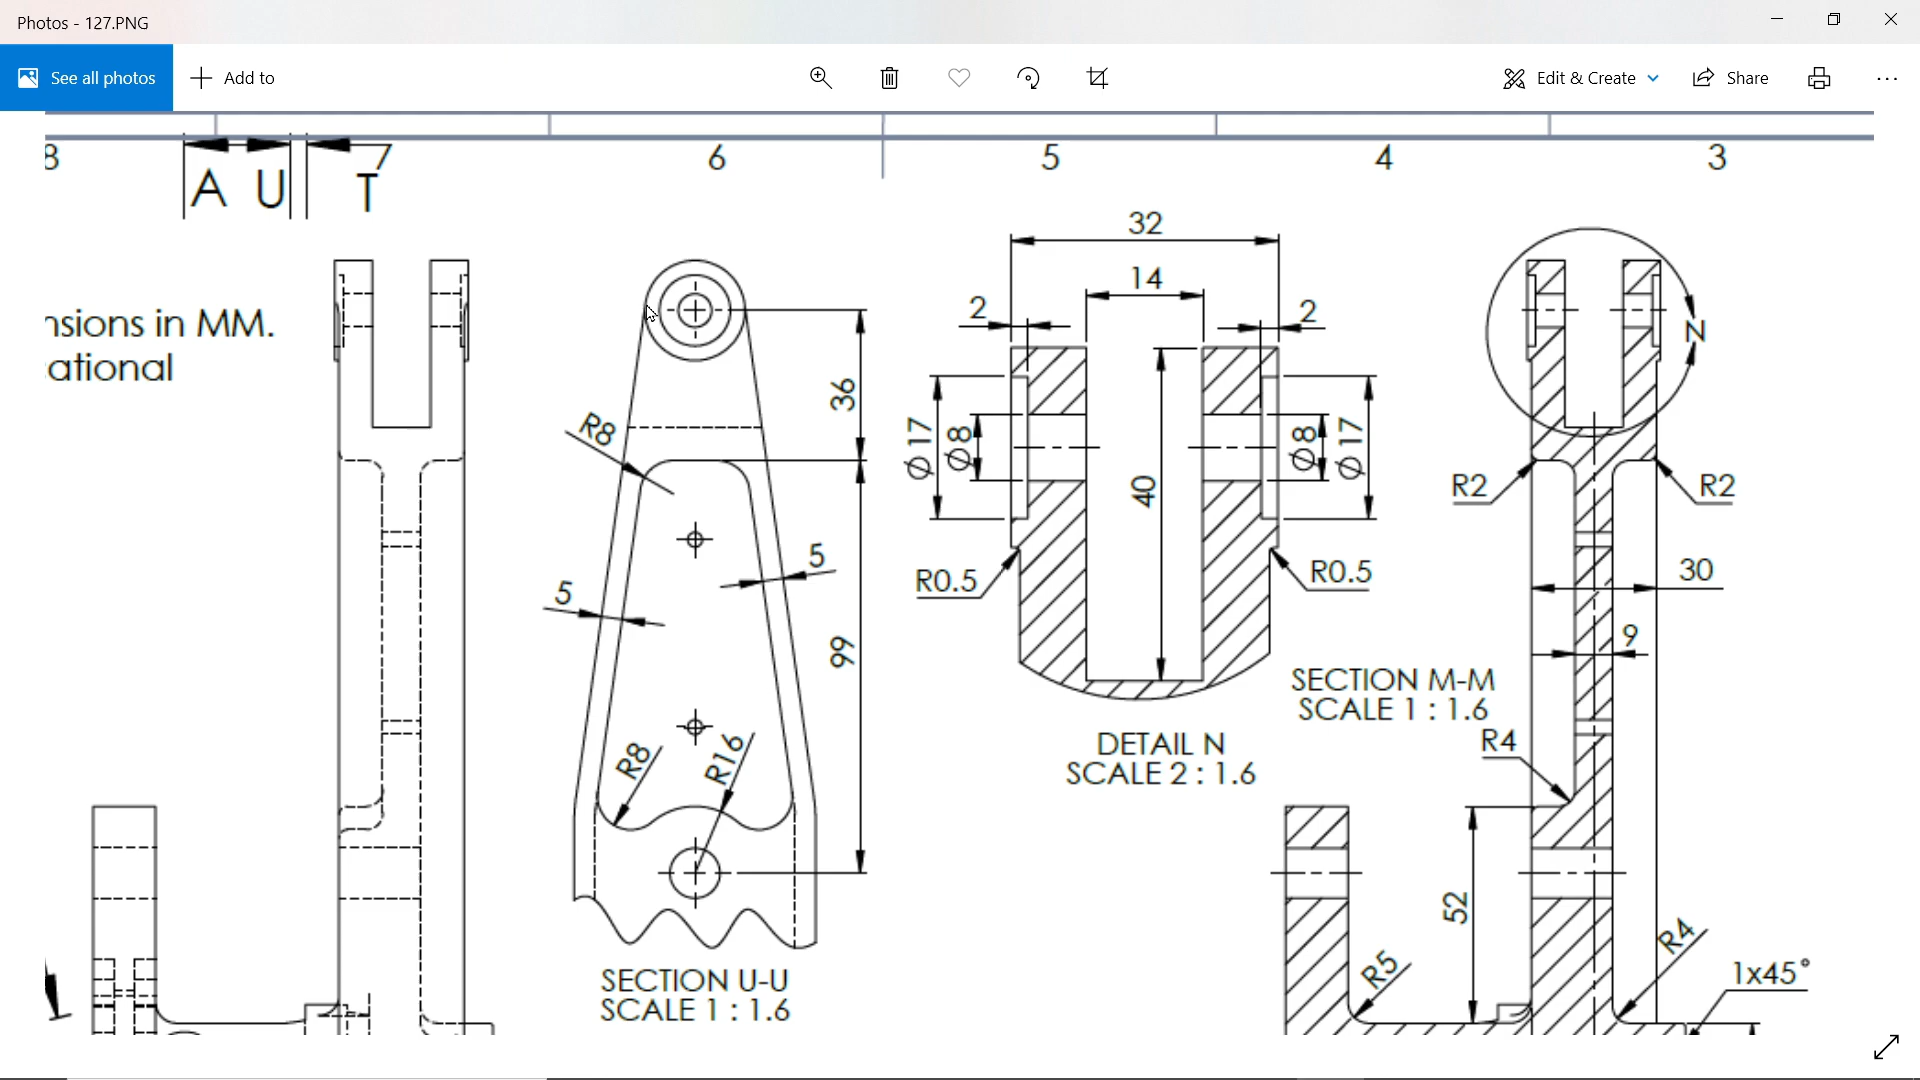 Photos - 127.PNG
See all photos
Add to
Edit & Create
Share
8
7
6
5
4
3
A U T
nsions in MM.
ational
R8
36
5
5
99
R8
R16
SECTION U-U
SCALE 1 : 1.6
32
14
2
2
Ø17
Ø8
40
Ø8
Ø17
R0.5
R0.5
DETAIL N
SCALE 2 : 1.6
SECTION M-M
SCALE 1 : 1.6
N
R2
R2
30
9
R4
52
R5
R4
1x45°